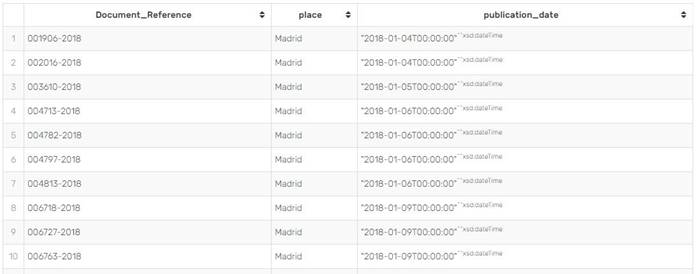 Document_Reference place publication_date
1 001906-2018 Madrid "2018-01-04T00:00:00"^^xsd:dateTime
2 002016-2018 Madrid "2018-01-04T00:00:00"^^xsd:dateTime
3 003610-2018 Madrid "2018-01-05T00:00:00"^^xsd:dateTime
4 004713-2018 Madrid "2018-01-06T00:00:00"^^xsd:dateTime
5 004782-2018 Madrid "2018-01-06T00:00:00"^^xsd:dateTime
6 004797-2018 Madrid "2018-01-06T00:00:00"^^xsd:dateTime
7 004813-2018 Madrid "2018-01-06T00:00:00"^^xsd:dateTime
8 006718-2018 Madrid "2018-01-09T00:00:00"^^xsd:dateTime
9 006727-2018 Madrid "2018-01-09T00:00:00"^^xsd:dateTime
10 006763-2018 Madrid "2018-01-09T00:00:00"^^xsd:dateTime